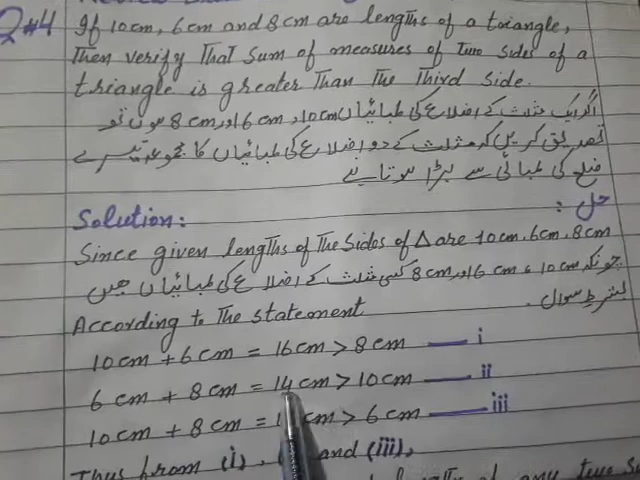 Q#4 If 10cm, 6cm and 8cm are lengths of a triangle,
Then verify That Sum of measures of Two sides of a
triangle is greater Than The Third side.
اگر ایک مثلث کے اضلاع کی لمبائیاں 10cm، 6cm اور 8cm ہوں تو
تصدیق کریں کہ مثلث کے دو اضلاع کی لمبائیاں کا مجموعہ تیسرے
ضلع کی لمبائی سے بڑا ہوتا ہے
Solution: حل :
Since given lengths of The Sides of Δ are 10cm, 6cm, 8cm
چونکہ 10cm، 6cm اور 8cm کسی مثلث کے اضلاع کی لمبائیاں ہیں
According to The statement بشرط سوال .
10cm + 6cm = 16cm > 8cm — i
6cm + 8cm = 14cm > 10cm — ii
10cm + 8cm = cm > 6cm — iii
Thus from (i), and (iii),
of any two